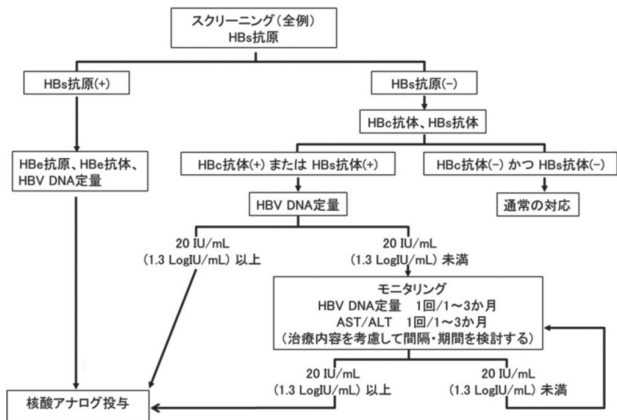 スクリーニング（全例）
HBs抗原
HBs抗原(+)
HBs抗原(−)
HBc抗体、HBs抗体
HBe抗原、HBe抗体、
HBV DNA定量
HBc抗体(+) または HBs抗体(+)
HBc抗体(−) かつ HBs抗体(−)
HBV DNA定量
通常の対応
20 IU/mL
(1.3 LogIU/mL) 以上
20 IU/mL
(1.3 LogIU/mL) 未満
モニタリング
HBV DNA定量　1回/1〜3か月
AST/ALT　1回/1〜3か月
（治療内容を考慮して間隔・期間を検討する）
20 IU/mL
(1.3 LogIU/mL) 以上
20 IU/mL
(1.3 LogIU/mL) 未満
核酸アナログ投与